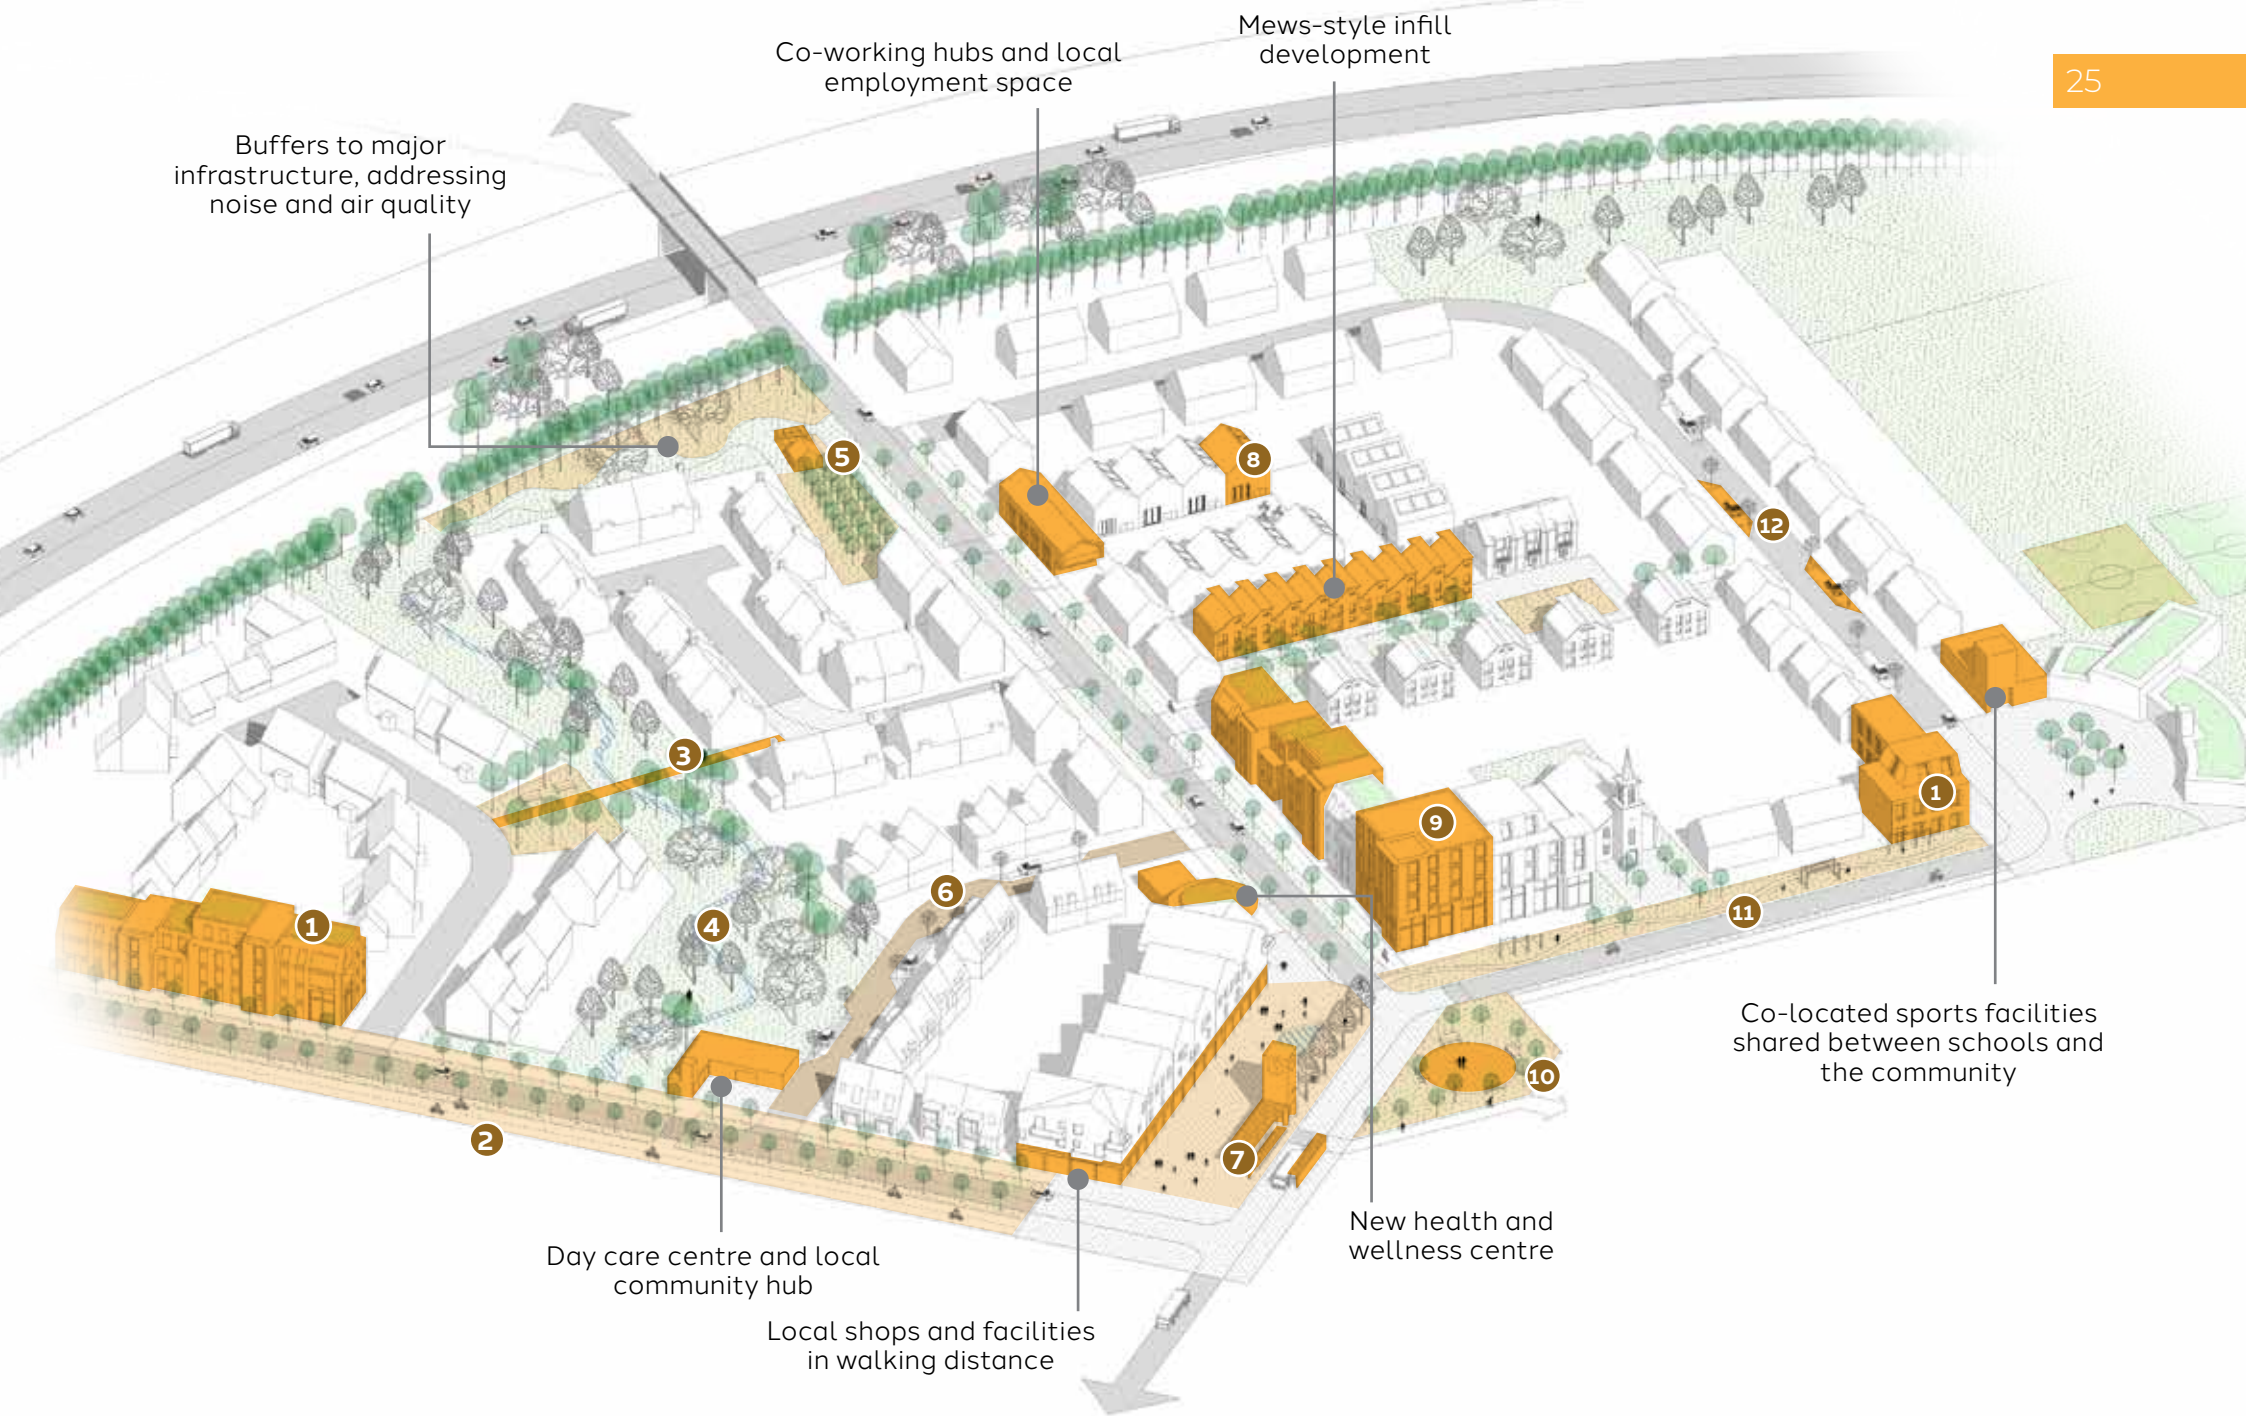 Mews-style infill
development
Co-working hubs and local
employment space
25
Buffers to major
infrastructure, addressing
noise and air quality
5
8
12
3
1
9
6
11
4
1
Co-located sports facilities
shared between schools and
the community
10
2
7
New health and
wellness centre
Day care centre and local
community hub
Local shops and facilities
in walking distance